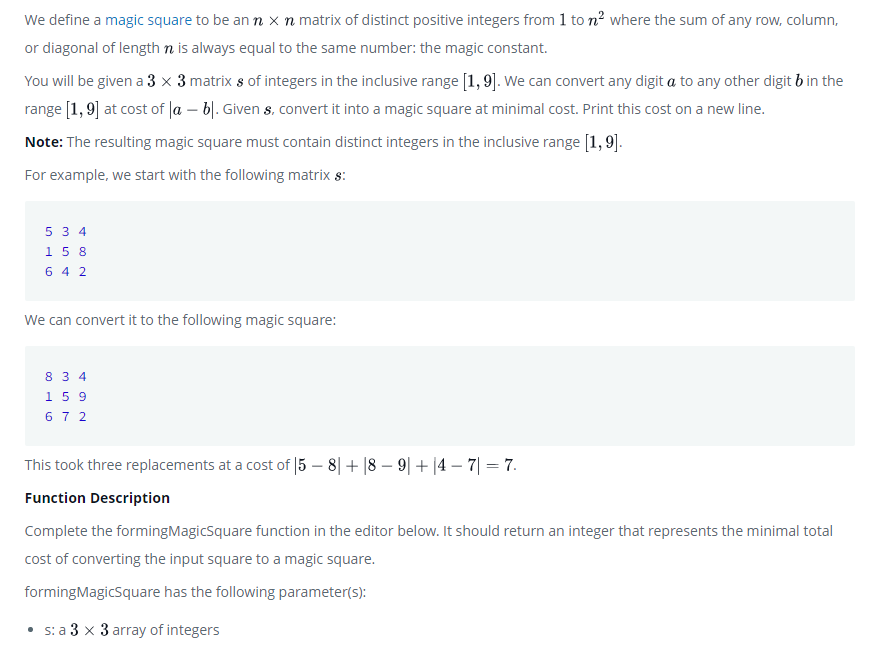 We define a magic square to be an n × n matrix of distinct positive integers from 1 to n² where the sum of any row, column,
or diagonal of length n is always equal to the same number: the magic constant.
You will be given a 3 × 3 matrix s of integers in the inclusive range [1, 9]. We can convert any digit a to any other digit b in the
range [1, 9] at cost of |a − b|. Given s, convert it into a magic square at minimal cost. Print this cost on a new line.
Note: The resulting magic square must contain distinct integers in the inclusive range [1, 9].
For example, we start with the following matrix s:
5 3 4
1 5 8
6 4 2
We can convert it to the following magic square:
8 3 4
1 5 9
6 7 2
This took three replacements at a cost of |5 − 8| + |8 − 9| + |4 − 7| = 7.
Function Description
Complete the formingMagicSquare function in the editor below. It should return an integer that represents the minimal total
cost of converting the input square to a magic square.
formingMagicSquare has the following parameter(s):
• s: a 3 × 3 array of integers